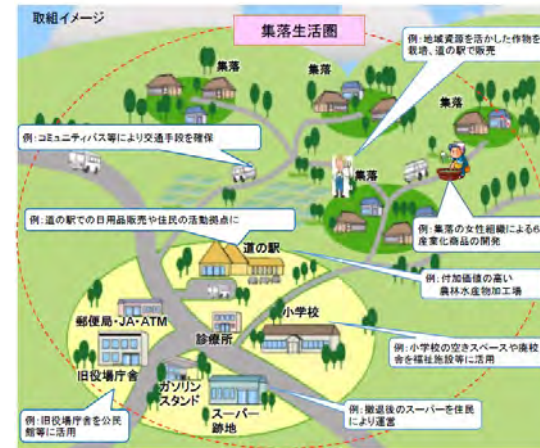 取組イメージ
集落生活圏
例：地域資源を活かした作物を
栽培、道の駅で販売
集落
集落
集落
例：コミュニティバス等により交通手段を確保
集落
例：道の駅での日用品販売や住民の活動拠点に
例：集落の女性組織による6
産業化商品の開発
道の駅
例：付加価値の高い
農林水産物加工場
郵便局・JA・ATM
小学校
診療所
例：小学校の空きスペースや廃校
舎を福祉施設等に活用
旧役場庁舎
ガソリン
スタンド
スーパー
跡地
例：撤退後のスーパーを住民
により運営
例：旧役場庁舎を公民
館等に活用